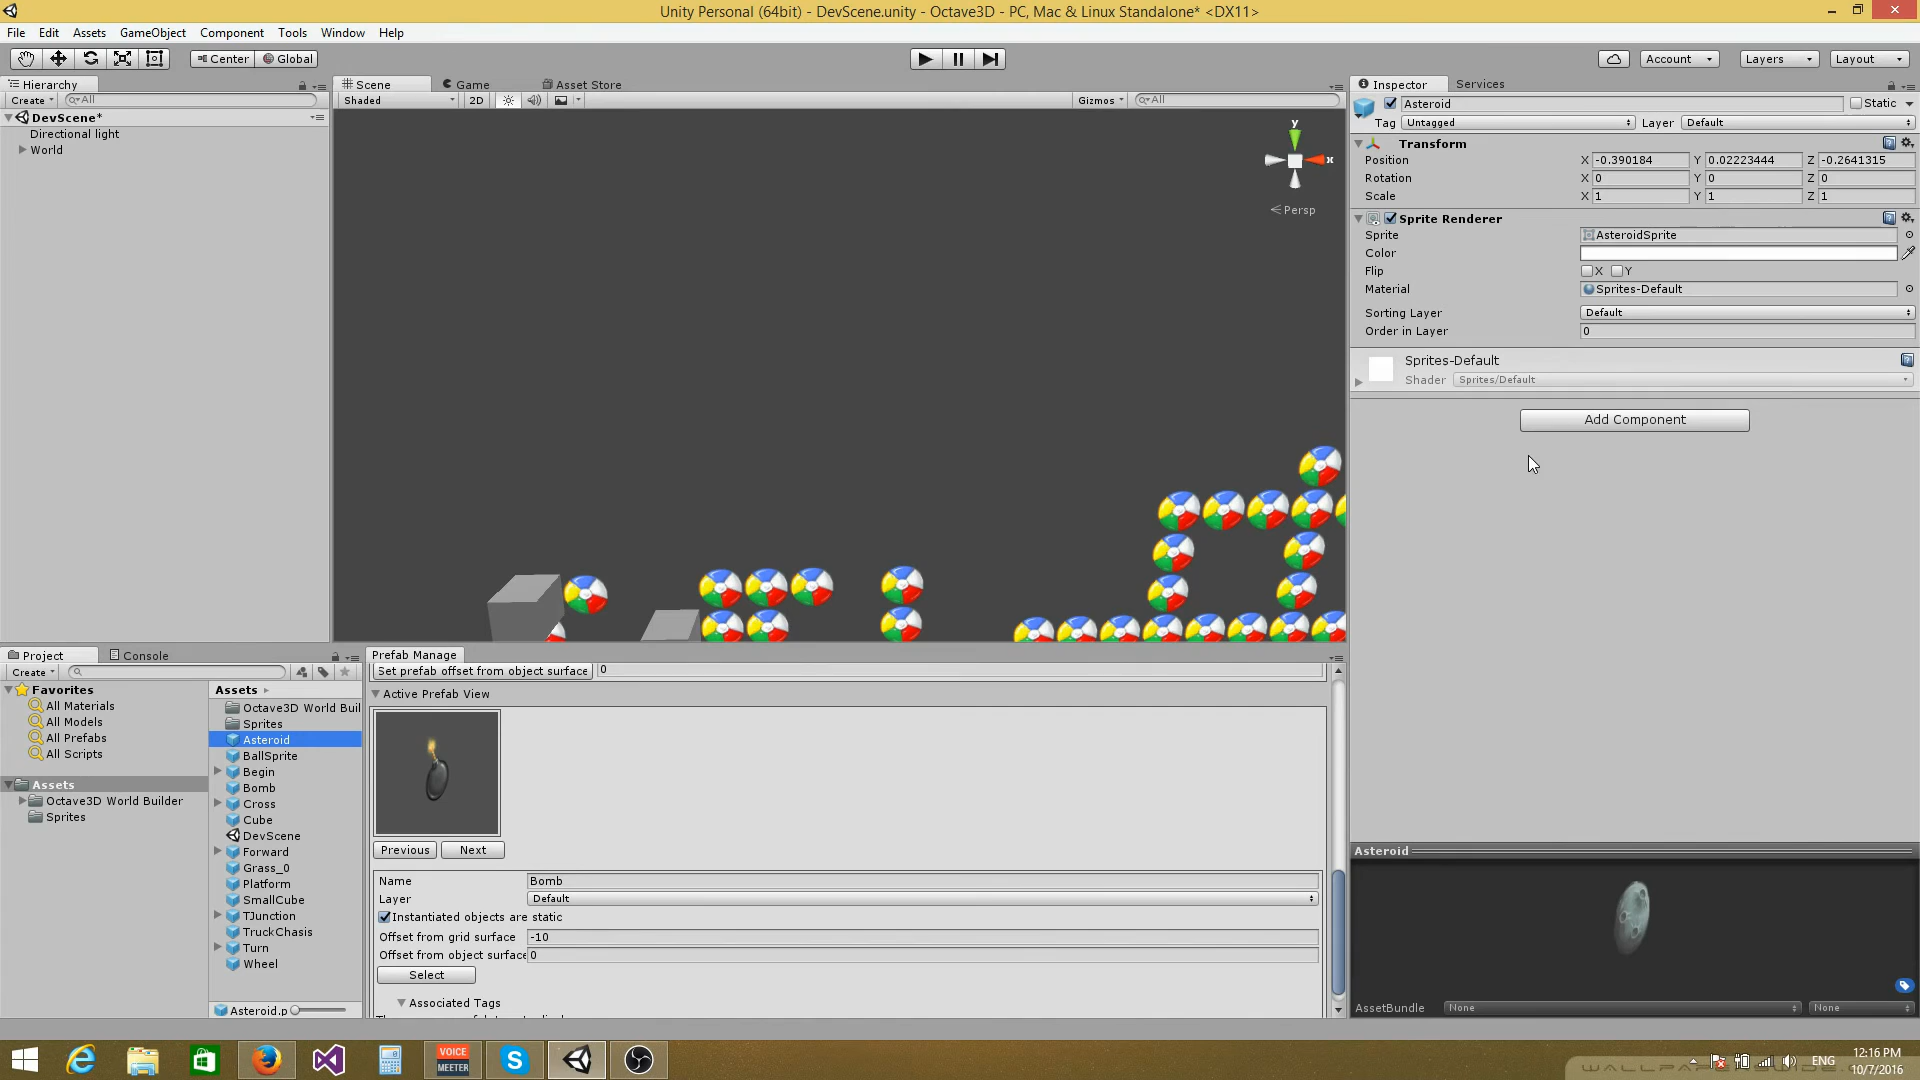 Unity Personal (64bit) - DevScene.unity - Octave3D - PC, Mac & Linux Standalone* <DX11>
File Edit Assets GameObject Component Tools Window Help
Center Global Account Layers Layout
Hierarchy
Create All
DevScene*
Directional light
World
Scene Game Asset Store
Shaded 2D Gizmos All
y
x
Persp
Inspector Services
Asteroid Static
Tag Untagged Layer Default
Transform
Position X -0.390184 Y 0.02223444 Z -0.2641315
Rotation X 0 Y 0 Z 0
Scale X 1 Y 1 Z 1
Sprite Renderer
Sprite AsteroidSprite
Color
Flip X Y
Material Sprites-Default
Sorting Layer Default
Order in Layer 0
Sprites-Default
Shader Sprites/Default
Add Component
Project Console
Create
Favorites
All Materials
All Models
All Prefabs
All Scripts
Assets
Octave3D World Builder
Sprites
Assets
Octave3D World Buil
Sprites
Asteroid
BallSprite
Begin
Bomb
Cross
Cube
DevScene
Forward
Grass_0
Platform
SmallCube
TJunction
TruckChasis
Turn
Wheel
Asteroid.p
Prefab Manage
Set prefab offset from object surface 0
Active Prefab View
Previous Next
Name Bomb
Layer Default
Instantiated objects are static
Offset from grid surface -10
Offset from object surface 0
Select
Associated Tags
Asteroid
AssetBundle None None
VOICE
MEETER
ENG
12:16 PM
10/7/2016